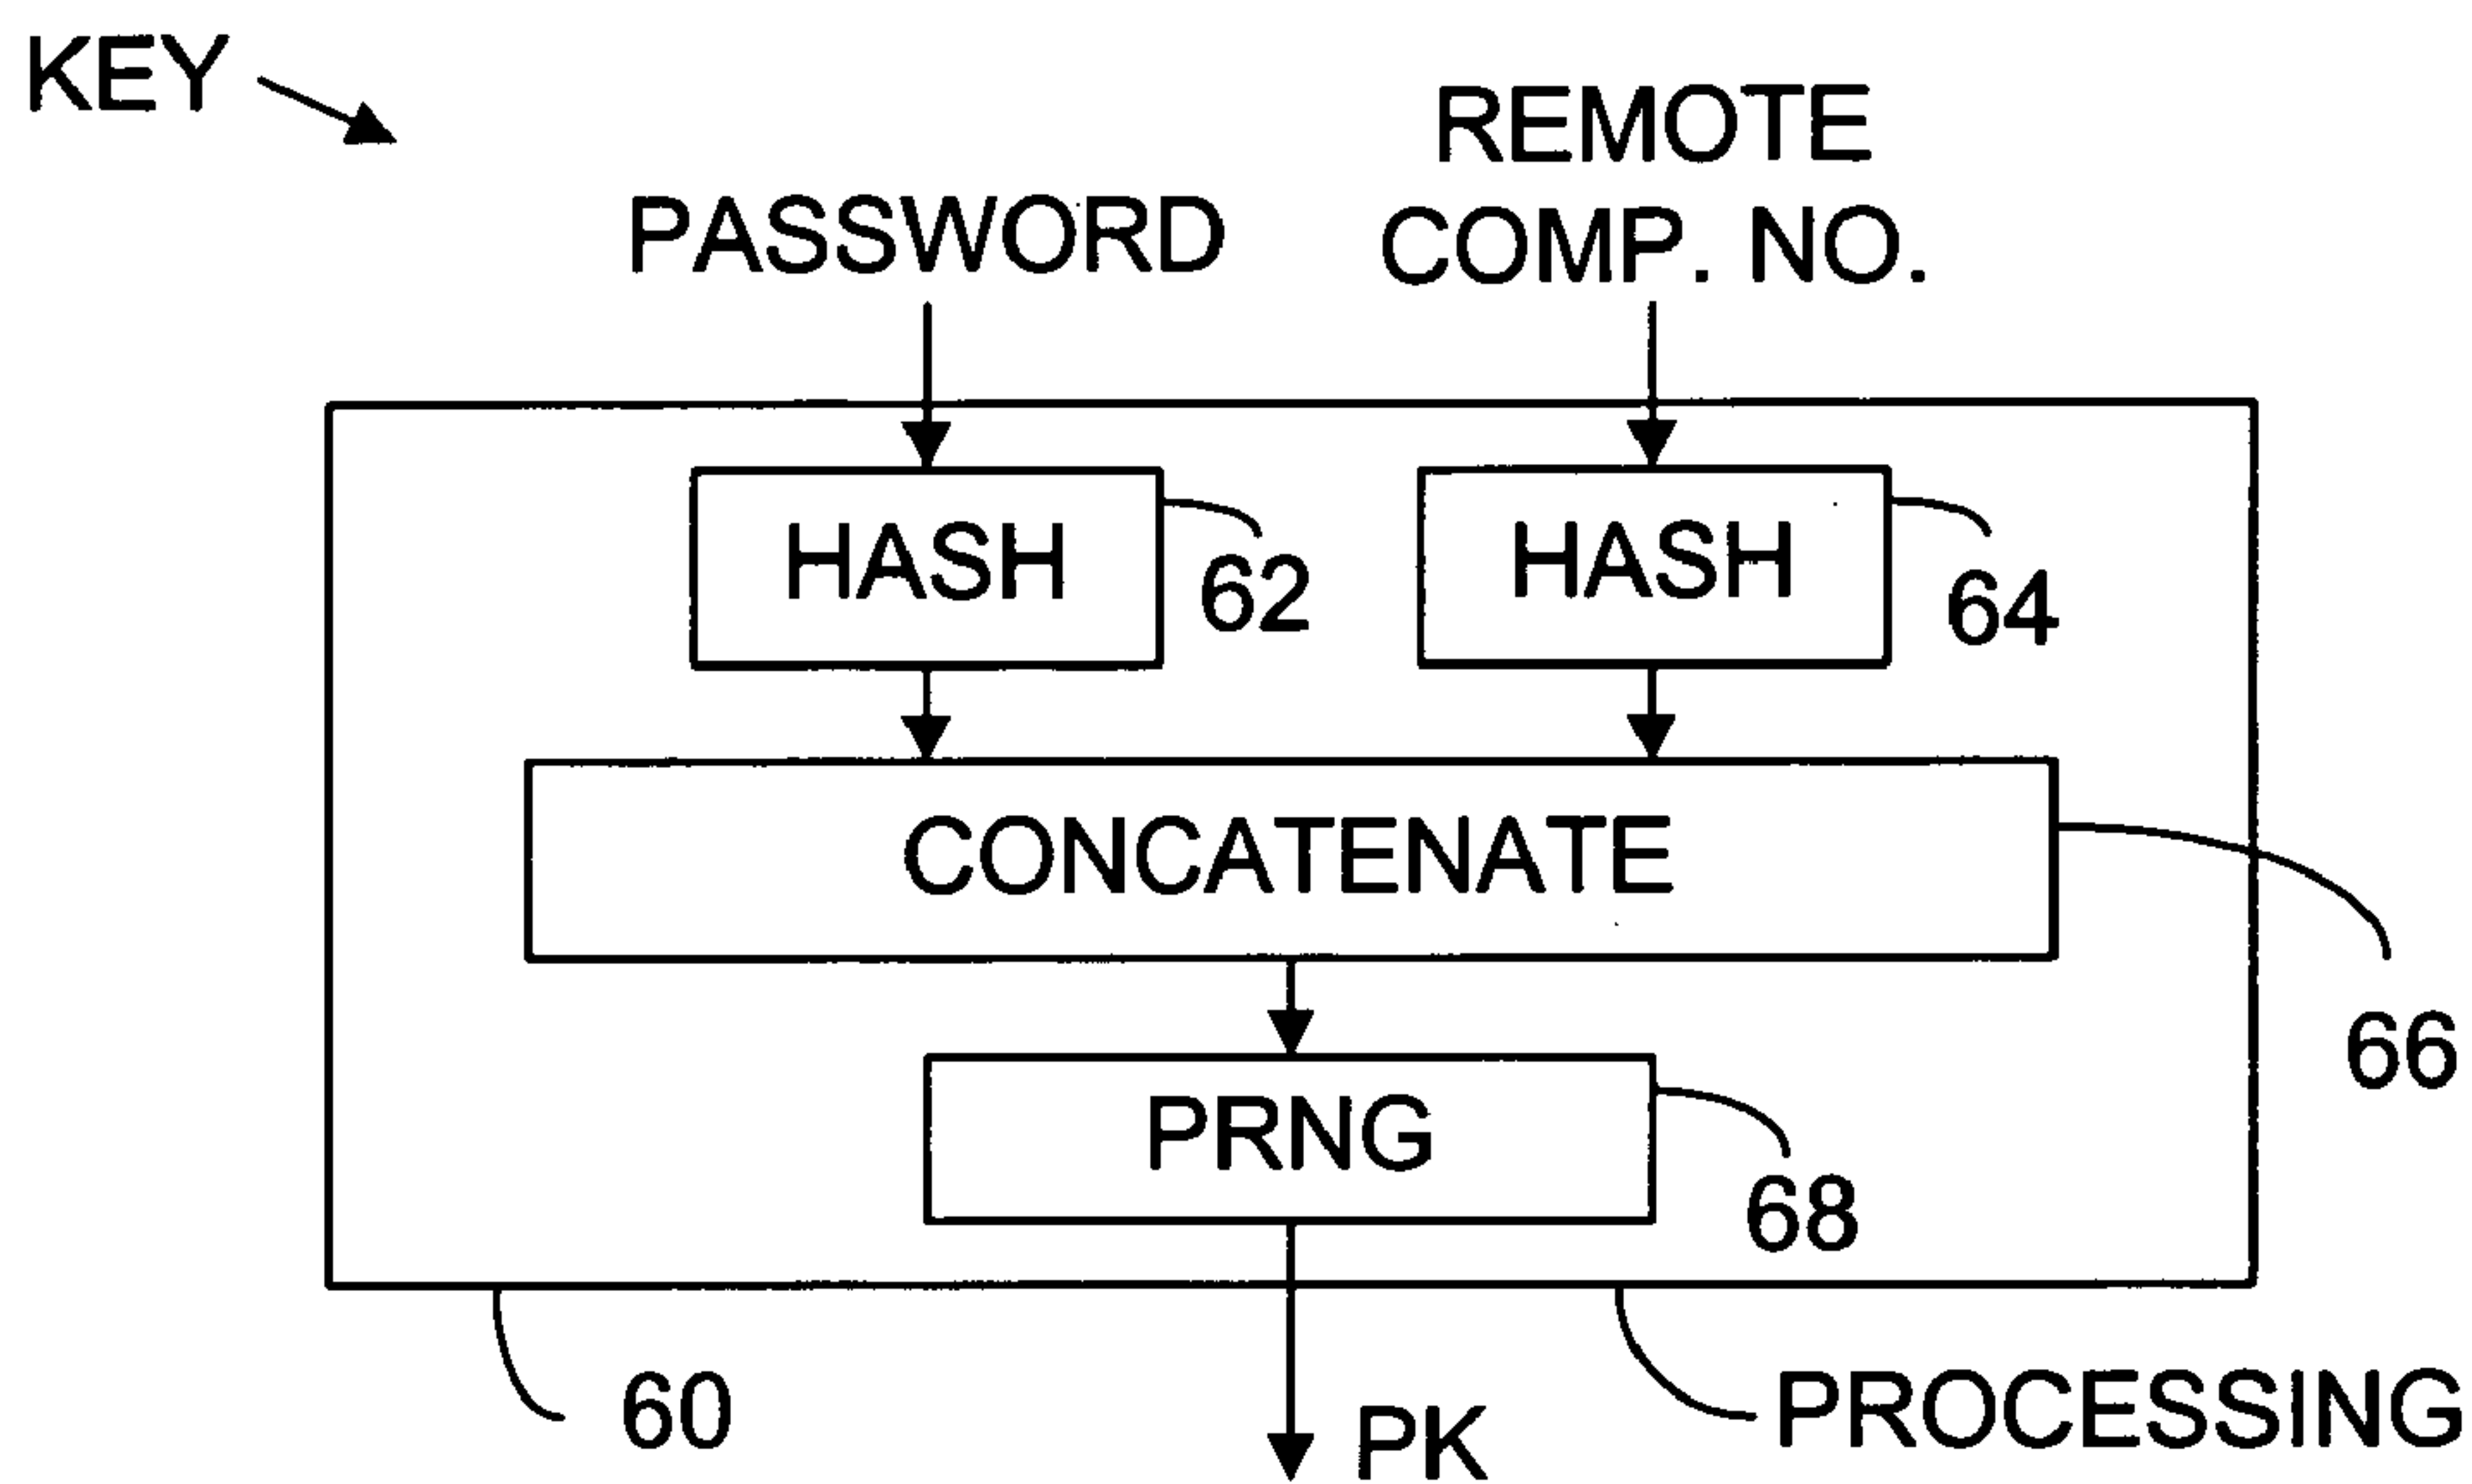 KEY
PASSWORD
REMOTE
COMP. NO.
HASH
62
HASH
64
CONCATENATE
66
PRNG
68
60
PK
PROCESSING